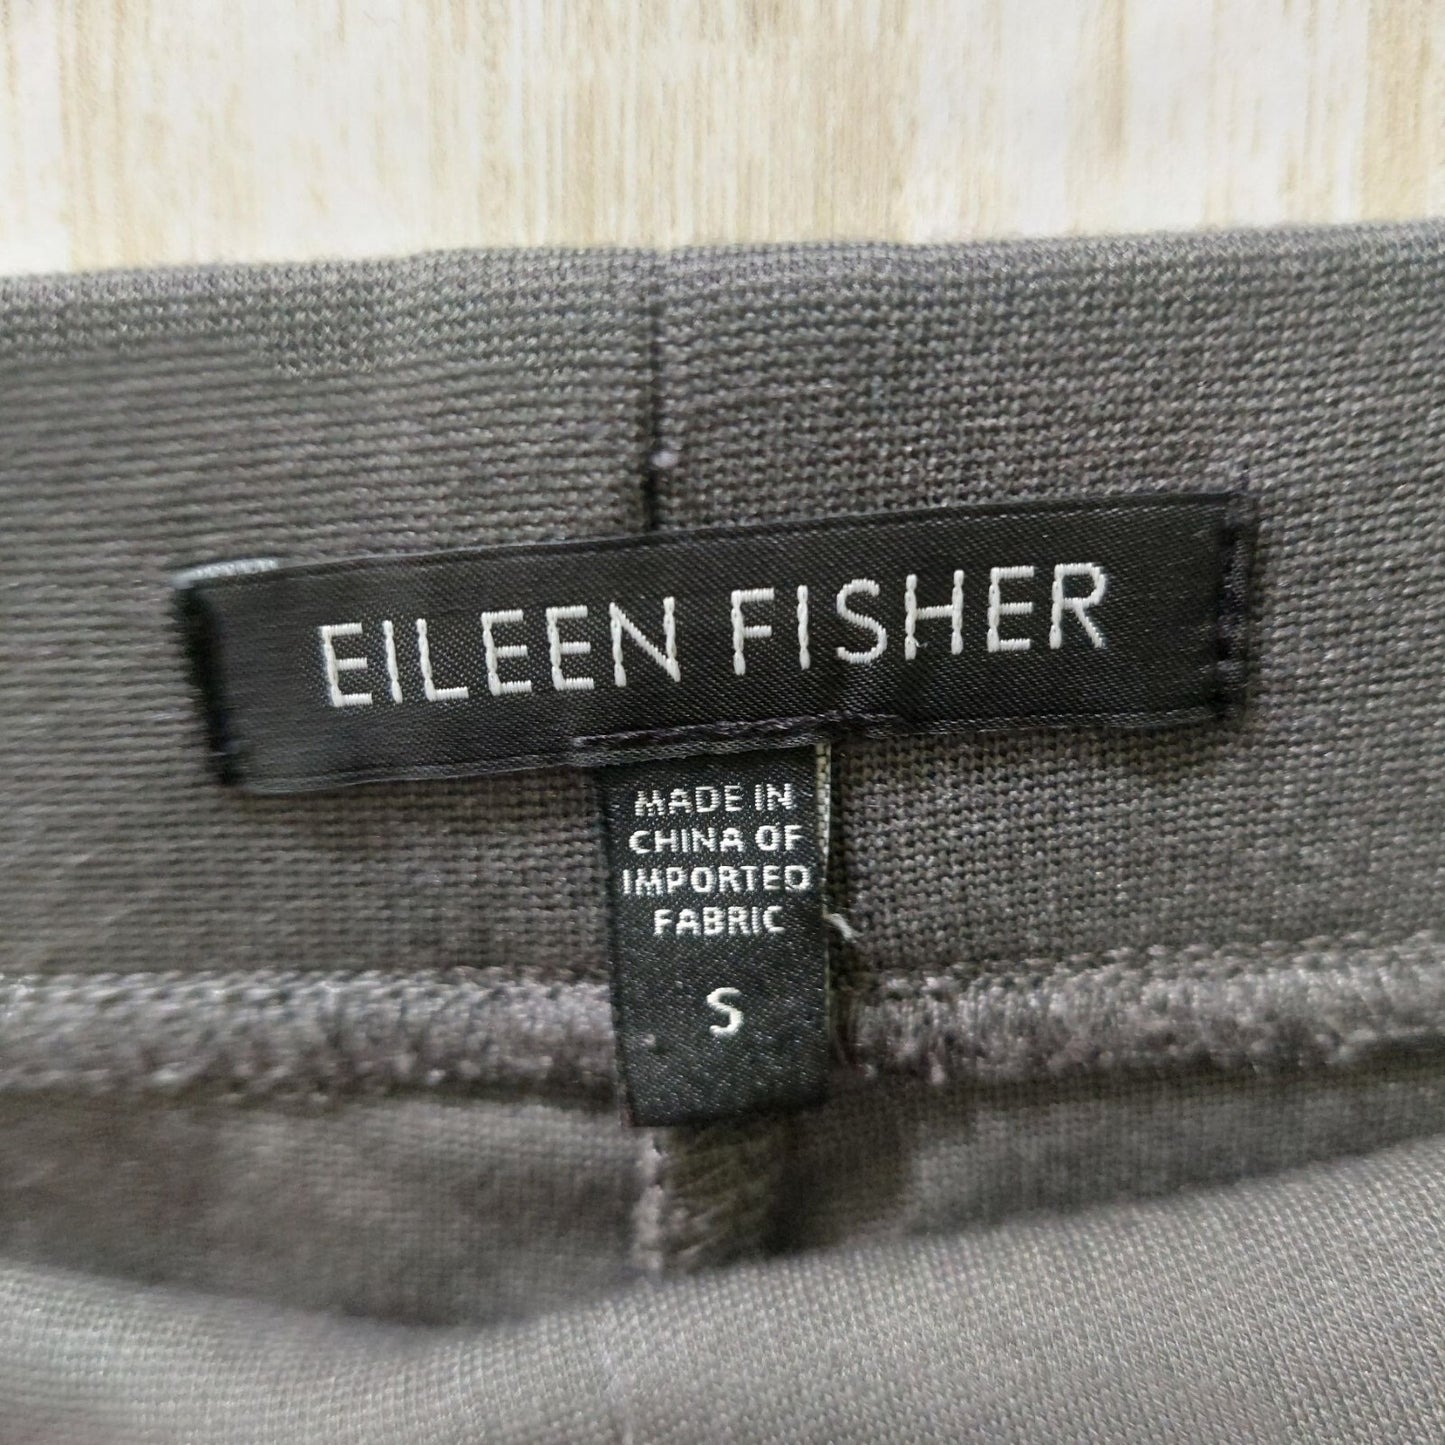 EILEEN FISHER
MADE IN
CHINA OF
IMPORTED
FABRIC
S